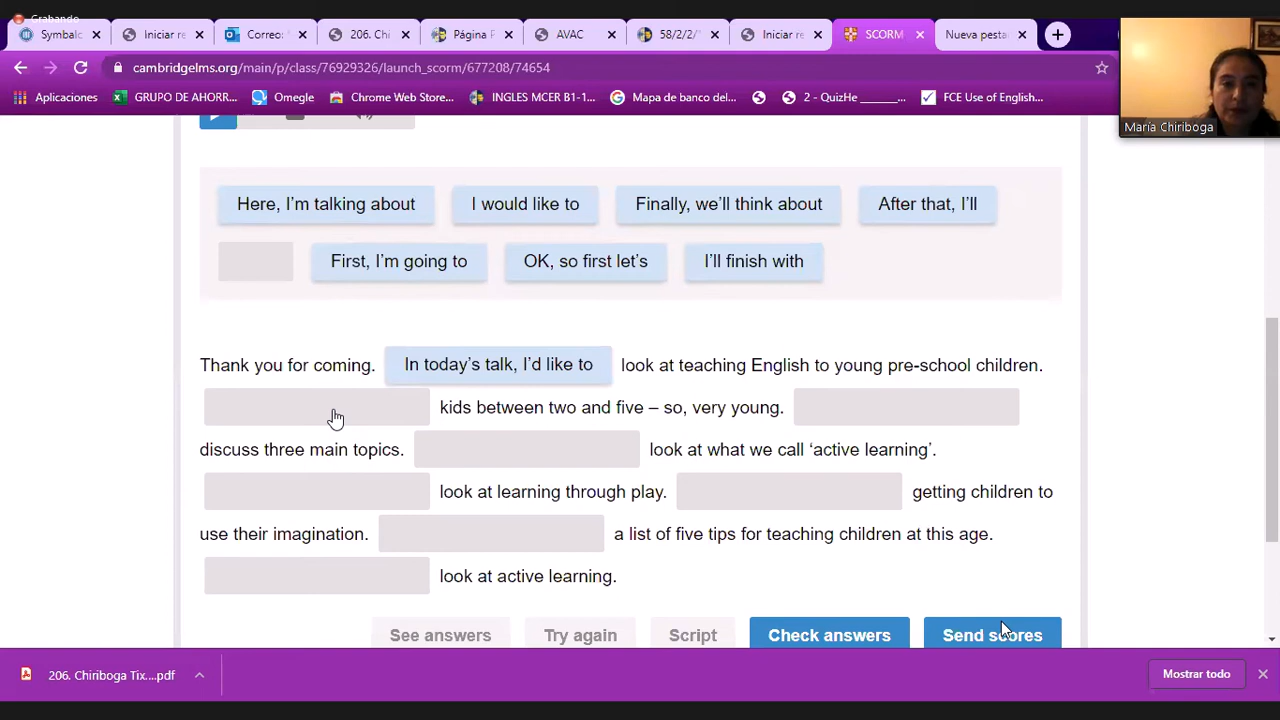 Grabando
Symbalo
Iniciar re
Correo:
206. Chi
Página P
AVAC
58/2/2/
Iniciar re
SCORM
Nueva pesta
cambridgelms.org/main/p/class/76929326/launch_scorm/677208/74654
Aplicaciones
GRUPO DE AHORR...
Omegle
Chrome Web Store...
INGLES MCER B1-1...
Mapa de banco del...
2 - QuizHe ______...
FCE Use of English...
María Chiriboga
Here, I'm talking about
I would like to
Finally, we'll think about
After that, I'll
First, I'm going to
OK, so first let's
I'll finish with
Thank you for coming. In today's talk, I'd like to look at teaching English to young pre-school children.
kids between two and five – so, very young.
discuss three main topics. look at what we call ‘active learning’.
look at learning through play. getting children to
use their imagination. a list of five tips for teaching children at this age.
look at active learning.
See answers
Try again
Script
Check answers
Send scores
206. Chiriboga Tix....pdf
Mostrar todo